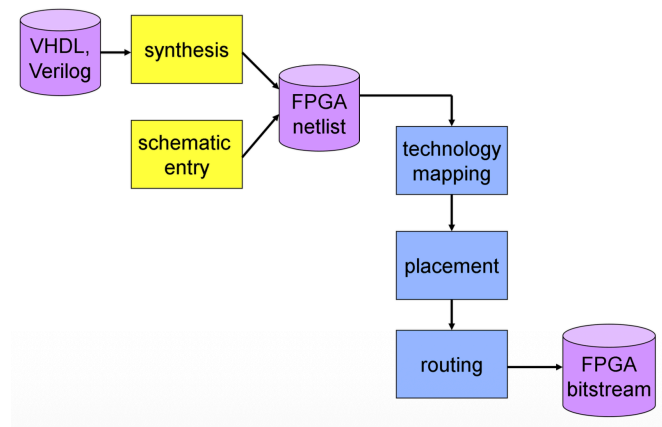 VHDL,
Verilog
synthesis
schematic
entry
FPGA
netlist
technology
mapping
placement
routing
FPGA
bitstream